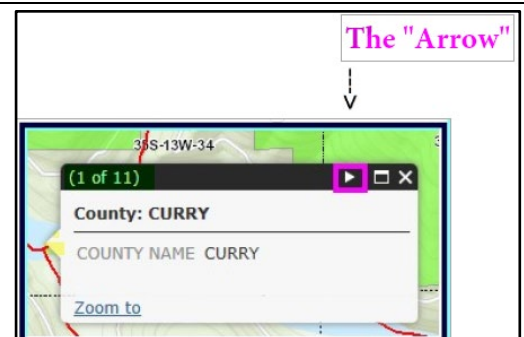 The "Arrow"
35S-13W-34
(1 of 11)
County: CURRY
COUNTY NAME CURRY
Zoom to